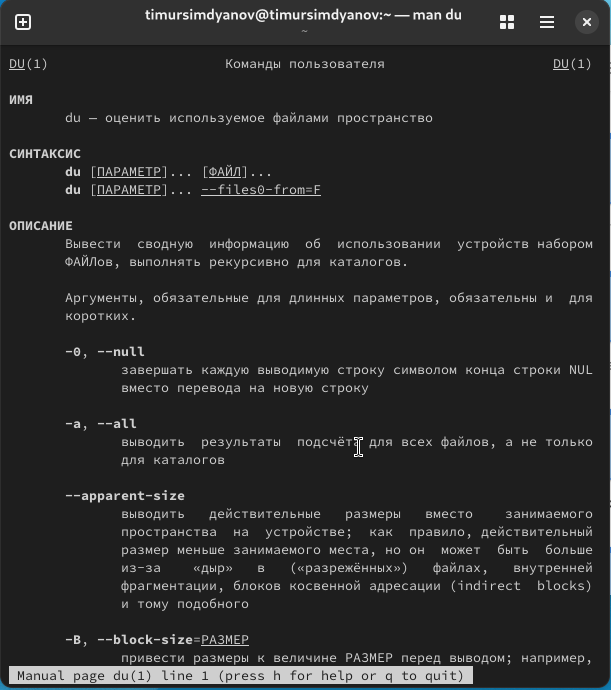 timursimdyanov@timursimdyanov:~ — man du
~
DU(1) Команды пользователя DU(1)
ИМЯ
du — оценить используемое файлами пространство
СИНТАКСИС
du [ПАРАМЕТР]... [ФАЙЛ]...
du [ПАРАМЕТР]... --files0-from=F
ОПИСАНИЕ
Вывести сводную информацию об использовании устройств набором
ФАЙЛов, выполнять рекурсивно для каталогов.
Аргументы, обязательные для длинных параметров, обязательны и для
коротких.
-0, --null
завершать каждую выводимую строку символом конца строки NUL
вместо перевода на новую строку
-a, --all
выводить результаты подсчёта для всех файлов, а не только
для каталогов
--apparent-size
выводить действительные размеры вместо занимаемого
пространства на устройстве; как правило, действительный
размер меньше занимаемого места, но он может быть больше
из-за «дыр» в («разрежённых») файлах, внутренней
фрагментации, блоков косвенной адресации (indirect blocks)
и тому подобного
-B, --block-size=РАЗМЕР
привести размеры к величине РАЗМЕР перед выводом; например,
Manual page du(1) line 1 (press h for help or q to quit)